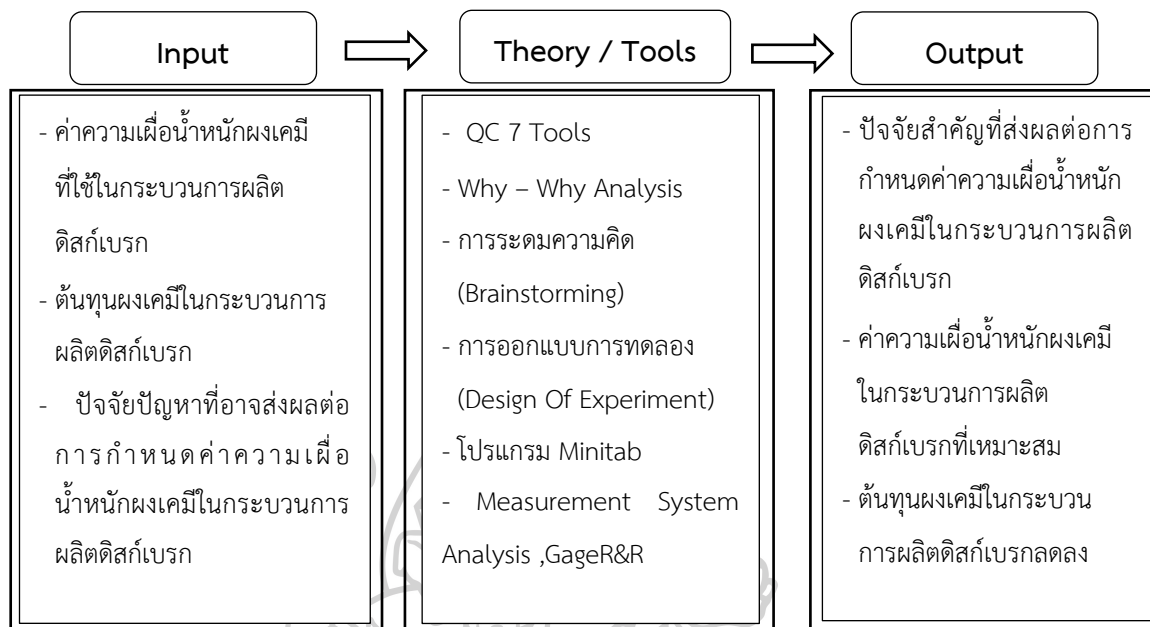 Input
- ค่าความเผื่อน้ำหนักผงเคมี
ที่ใช้ในกระบวนการผลิต
ดิสก์เบรก
- ต้นทุนผงเคมีในกระบวนการ
ผลิตดิสก์เบรก
- ปัจจัยปัญหาที่อาจส่งผลต่อ
การกำหนดค่าความเผื่อ
น้ำหนักผงเคมีในกระบวนการ
ผลิตดิสก์เบรก
Theory / Tools
- QC 7 Tools
- Why – Why Analysis
- การระดมความคิด
(Brainstorming)
- การออกแบบการทดลอง
(Design Of Experiment)
- โปรแกรม Minitab
- Measurement System
Analysis ,GageR&R
Output
- ปัจจัยสำคัญที่ส่งผลต่อการ
กำหนดค่าความเผื่อน้ำหนัก
ผงเคมีในกระบวนการผลิต
ดิสก์เบรก
- ค่าความเผื่อน้ำหนักผงเคมี
ในกระบวนการผลิต
ดิสก์เบรกที่เหมาะสม
- ต้นทุนผงเคมีในกระบวน
การผลิตดิสก์เบรกลดลง